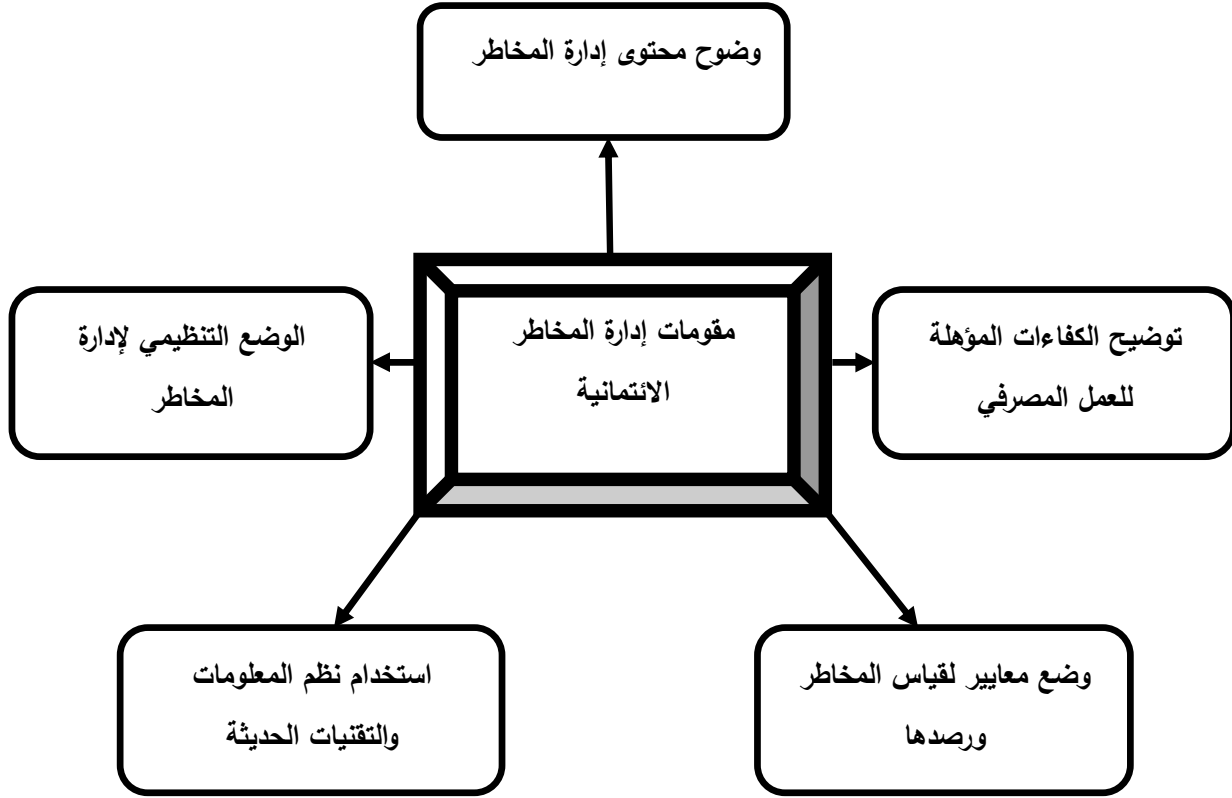 وضوح محتوى إدارة المخاطر
مقومات إدارة المخاطر
الائتمانية
توضيح الكفاءات المؤهلة
للعمل المصرفي
الوضع التنظيمي لإدارة
المخاطر
وضع معايير لقياس المخاطر
ورصدها
استخدام نظم المعلومات
والتقنيات الحديثة